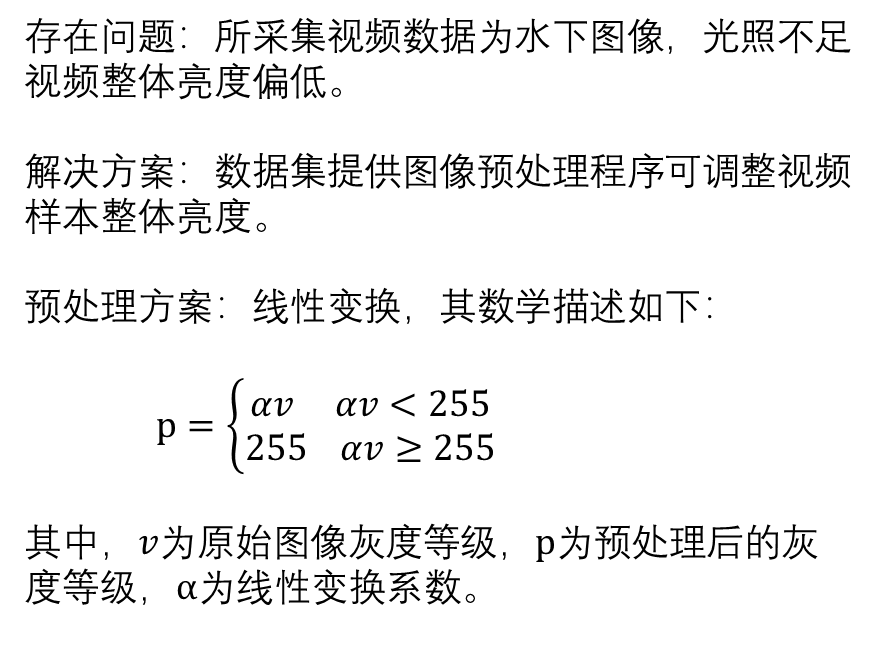 存在问题：所采集视频数据为水下图像，光照不足
视频整体亮度偏低。
解决方案：数据集提供图像预处理程序可调整视频
样本整体亮度。
预处理方案：线性变换，其数学描述如下：
p = { αv αv < 255
255 αv ≥ 255
其中，v为原始图像灰度等级，p为预处理后的灰
度等级，α为线性变换系数。